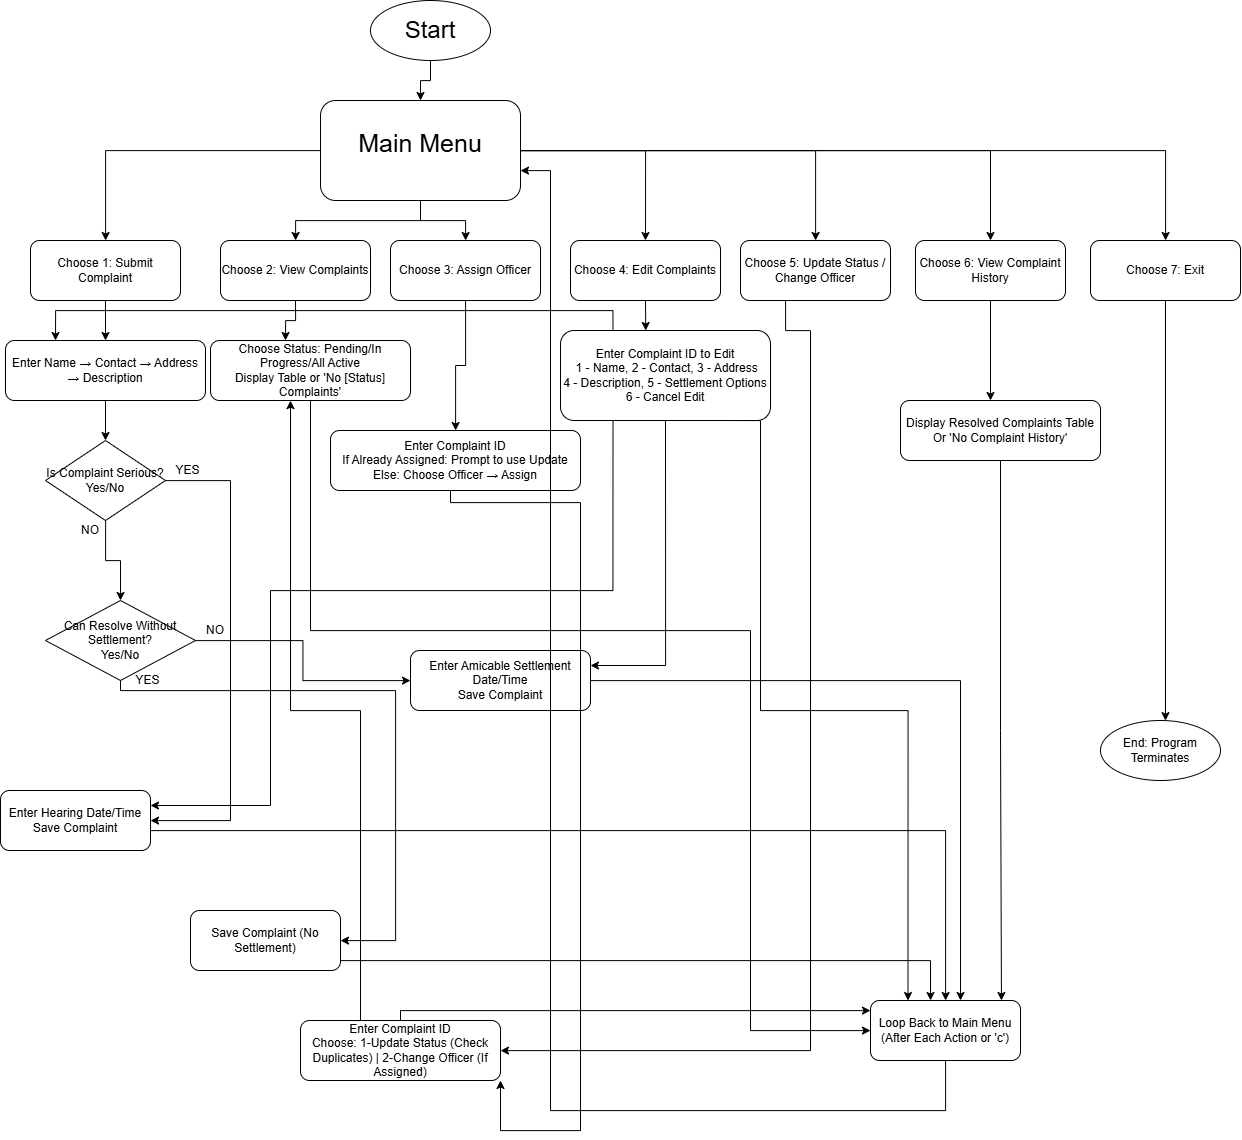 Start
Main Menu
Choose 1: Submit
Complaint
Choose 2: View Complaints
Choose 3: Assign Officer
Choose 4: Edit Complaints
Choose 5: Update Status /
Change Officer
Choose 6: View Complaint
History
Choose 7: Exit
Enter Name → Contact → Address
→ Description
Choose Status: Pending/In
Progress/All Active
Display Table or 'No [Status]
Complaints'
Enter Complaint ID to Edit
1 - Name, 2 - Contact, 3 - Address
4 - Description, 5 - Settlement Options
6 - Cancel Edit
Display Resolved Complaints Table
Or 'No Complaint History'
Enter Complaint ID
If Already Assigned: Prompt to use Update
Else: Choose Officer → Assign
Is Complaint Serious?
Yes/No
YES
NO
Can Resolve Without
Settlement?
Yes/No
NO
YES
Enter Amicable Settlement
Date/Time
Save Complaint
End: Program
Terminates
Enter Hearing Date/Time
Save Complaint
Save Complaint (No
Settlement)
Enter Complaint ID
Choose: 1-Update Status (Check
Duplicates) | 2-Change Officer (If
Assigned)
Loop Back to Main Menu
(After Each Action or 'c')